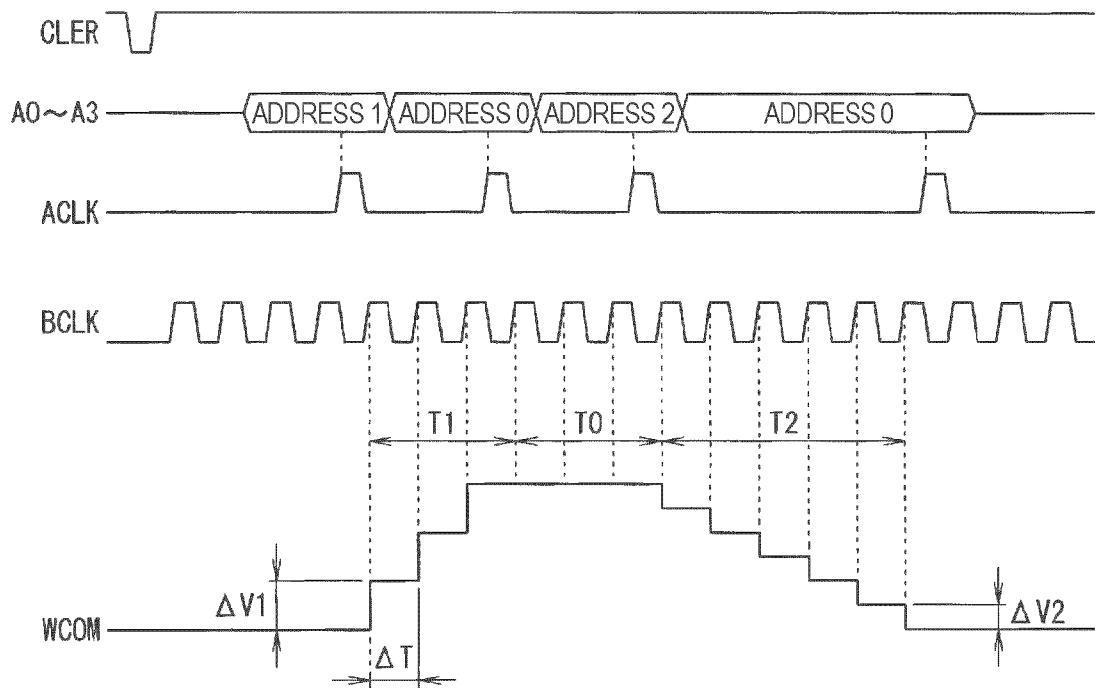 CLER
A0～A3
ADDRESS 1
ADDRESS 0
ADDRESS 2
ADDRESS 0
ACLK
BCLK
T1
T0
T2
ΔV1
WCOM
ΔV2
ΔT